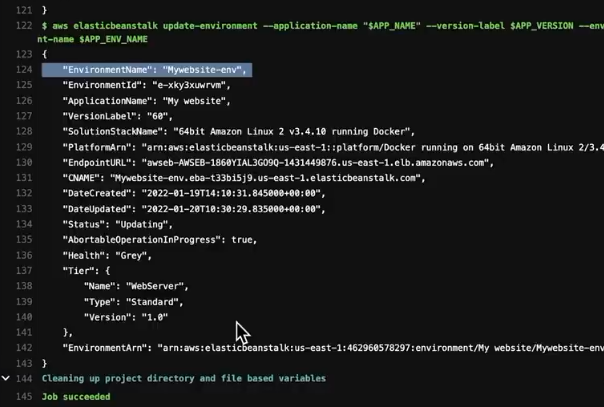 121 }
122 $ aws elasticbeanstalk update-environment --application-name "$APP_NAME" --version-label $APP_VERSION --env
nt-name $APP_ENV_NAME
123 {
124 "EnvironmentName": "Mywebsite-env",
125 "EnvironmentId": "e-xky3xuwrvm",
126 "ApplicationName": "My website",
127 "VersionLabel": "60",
128 "SolutionStackName": "64bit Amazon Linux 2 v3.4.10 running Docker",
129 "PlatformArn": "arn:aws:elasticbeanstalk:us-east-1::platform/Docker running on 64bit Amazon Linux 2/3.4
130 "EndpointURL": "awseb-AWSEB-1860YIAL3GO9Q-1431449876.us-east-1.elb.amazonaws.com",
131 "CNAME": "Mywebsite-env.eba-t33bi5j9.us-east-1.elasticbeanstalk.com",
132 "DateCreated": "2022-01-19T14:10:31.845000+00:00",
133 "DateUpdated": "2022-01-20T10:30:29.835000+00:00",
134 "Status": "Updating",
135 "AbortableOperationInProgress": true,
136 "Health": "Grey",
137 "Tier": {
138 "Name": "WebServer",
139 "Type": "Standard",
140 "Version": "1.0"
141 },
142 "EnvironmentArn": "arn:aws:elasticbeanstalk:us-east-1:462960578297:environment/My website/Mywebsite-env
143 }
144 Cleaning up project directory and file based variables
145 Job succeeded